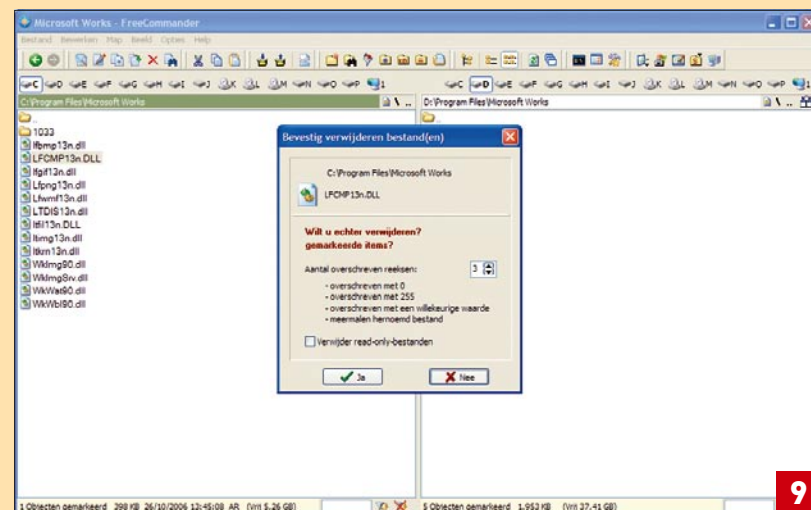 Microsoft Works - FreeCommander
Bestand Bewerken Map Beeld Opties Help
C D E F G H I J K L M N O P 1
C D E F G H I J K L M N O P 1
C:\Program Files\Microsoft Works
D:\Program Files\Microsoft Works
..
1033
lfbmp13n.dll
LFCMP13n.DLL
lfgif13n.dll
Lfpng13n.dll
Lfwmf13n.dll
LTDIS13n.dll
ltfil13n.DLL
ltimg13n.dll
ltkrn13n.dll
WkImg90.dll
WkImgSrv.dll
WkWat90.dll
WkWbl90.dll
..
Bevestig verwijderen bestand(en)
C:\Program Files\Microsoft Works
LFCMP13n.DLL
Wilt u echter verwijderen?
gemarkeerde items?
Aantal overschreven reeksen: 3
- overschreven met 0
- overschreven met 255
- overschreven met een willekeurige waarde
- meermalen hernoemd bestand
Verwijder read-only-bestanden
Ja
Nee
1 Objecten gemarkeerd 398 KB 26/10/2006 12:45:08 AR (Vrij 5,26 GB)
5 Objecten gemarkeerd 1.953 KB (Vrij 37,41 GB)
9